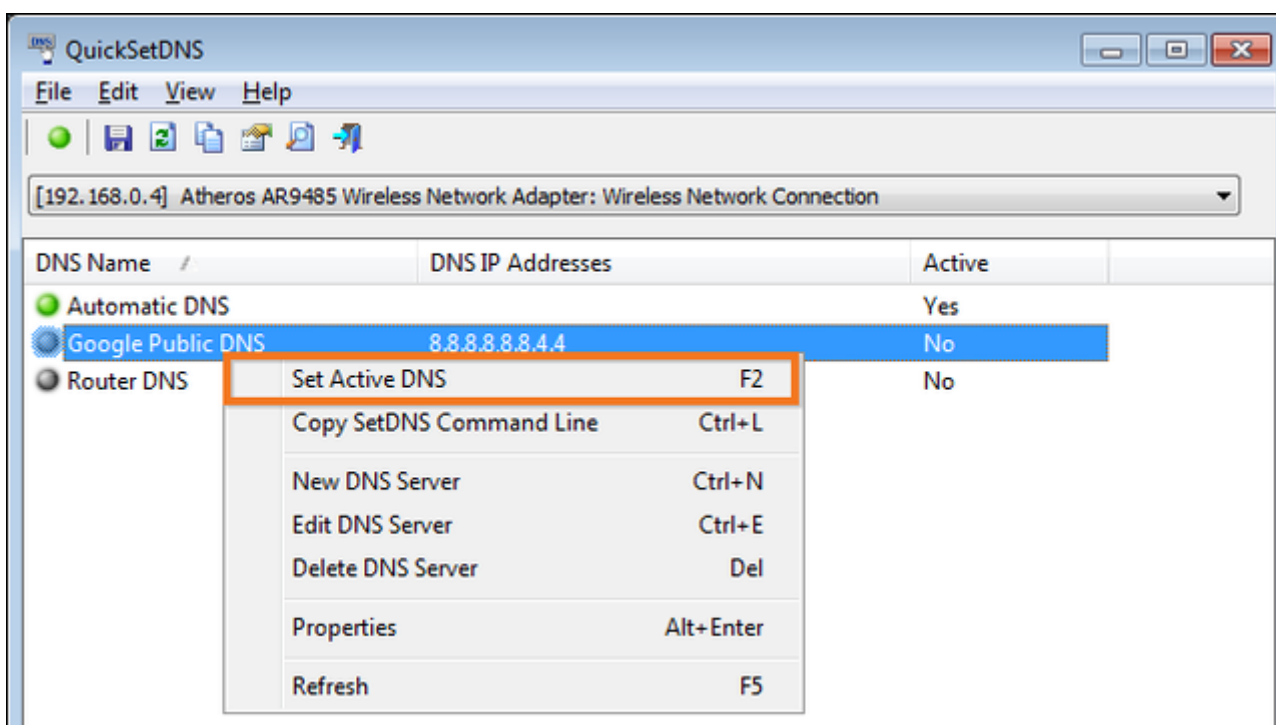 QuickSetDNS
File Edit View Help
[192.168.0.4] Atheros AR9485 Wireless Network Adapter: Wireless Network Connection
DNS Name DNS IP Addresses Active
Automatic DNS Yes
Google Public DNS 8.8.8.8.8.8.4.4 No
Router DNS No
Set Active DNS F2
Copy SetDNS Command Line Ctrl+L
New DNS Server Ctrl+N
Edit DNS Server Ctrl+E
Delete DNS Server Del
Properties Alt+Enter
Refresh F5